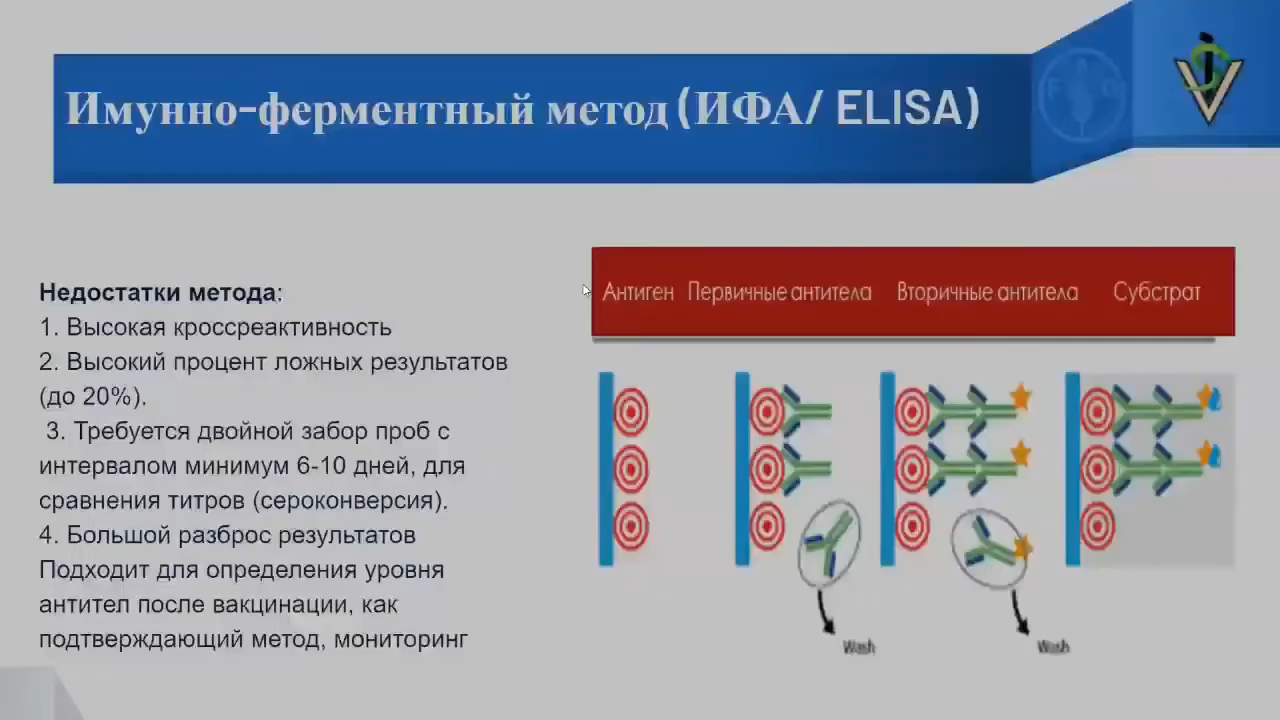 Имунно-ферментный метод (ИФА/ ELISA)
Недостатки метода:
1. Высокая кроссреактивность
2. Высокий процент ложных результатов
(до 20%).
3. Требуется двойной забор проб с
интервалом минимум 6-10 дней, для
сравнения титров (сероконверсия).
4. Большой разброс результатов
Подходит для определения уровня
антител после вакцинации, как
подтверждающий метод, мониторинг
Антиген Первичные антитела Вторичные антитела Субстрат
Wash Wash